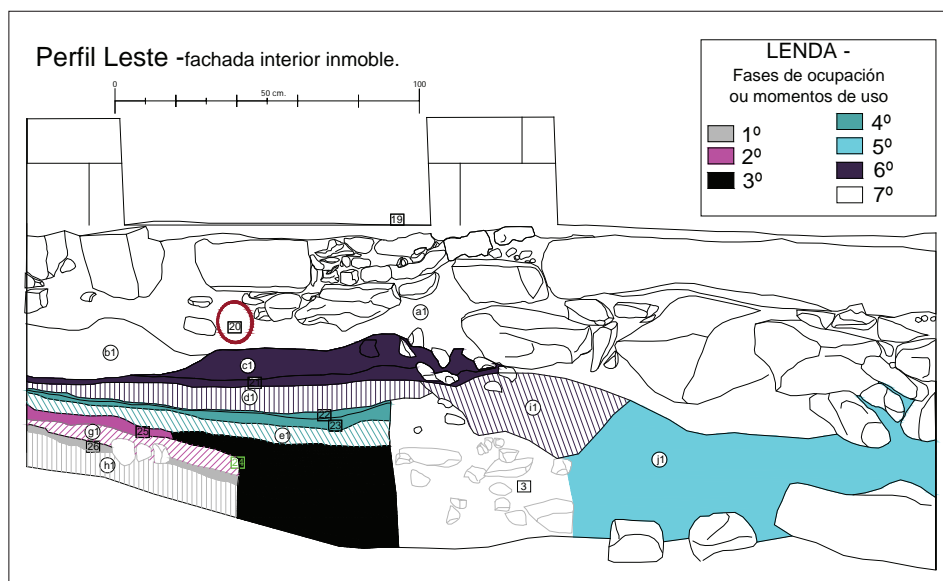 Perfil Leste -fachada interior inmoble.
0 100
50 cm.
LENDA -
Fases de ocupación
ou momentos de uso
1º
2º
3º
4º
5º
6º
7º
19
a1
20
b1
c1
d1
i1
22
23
e1
g1
25
26
h1
24
3
j1